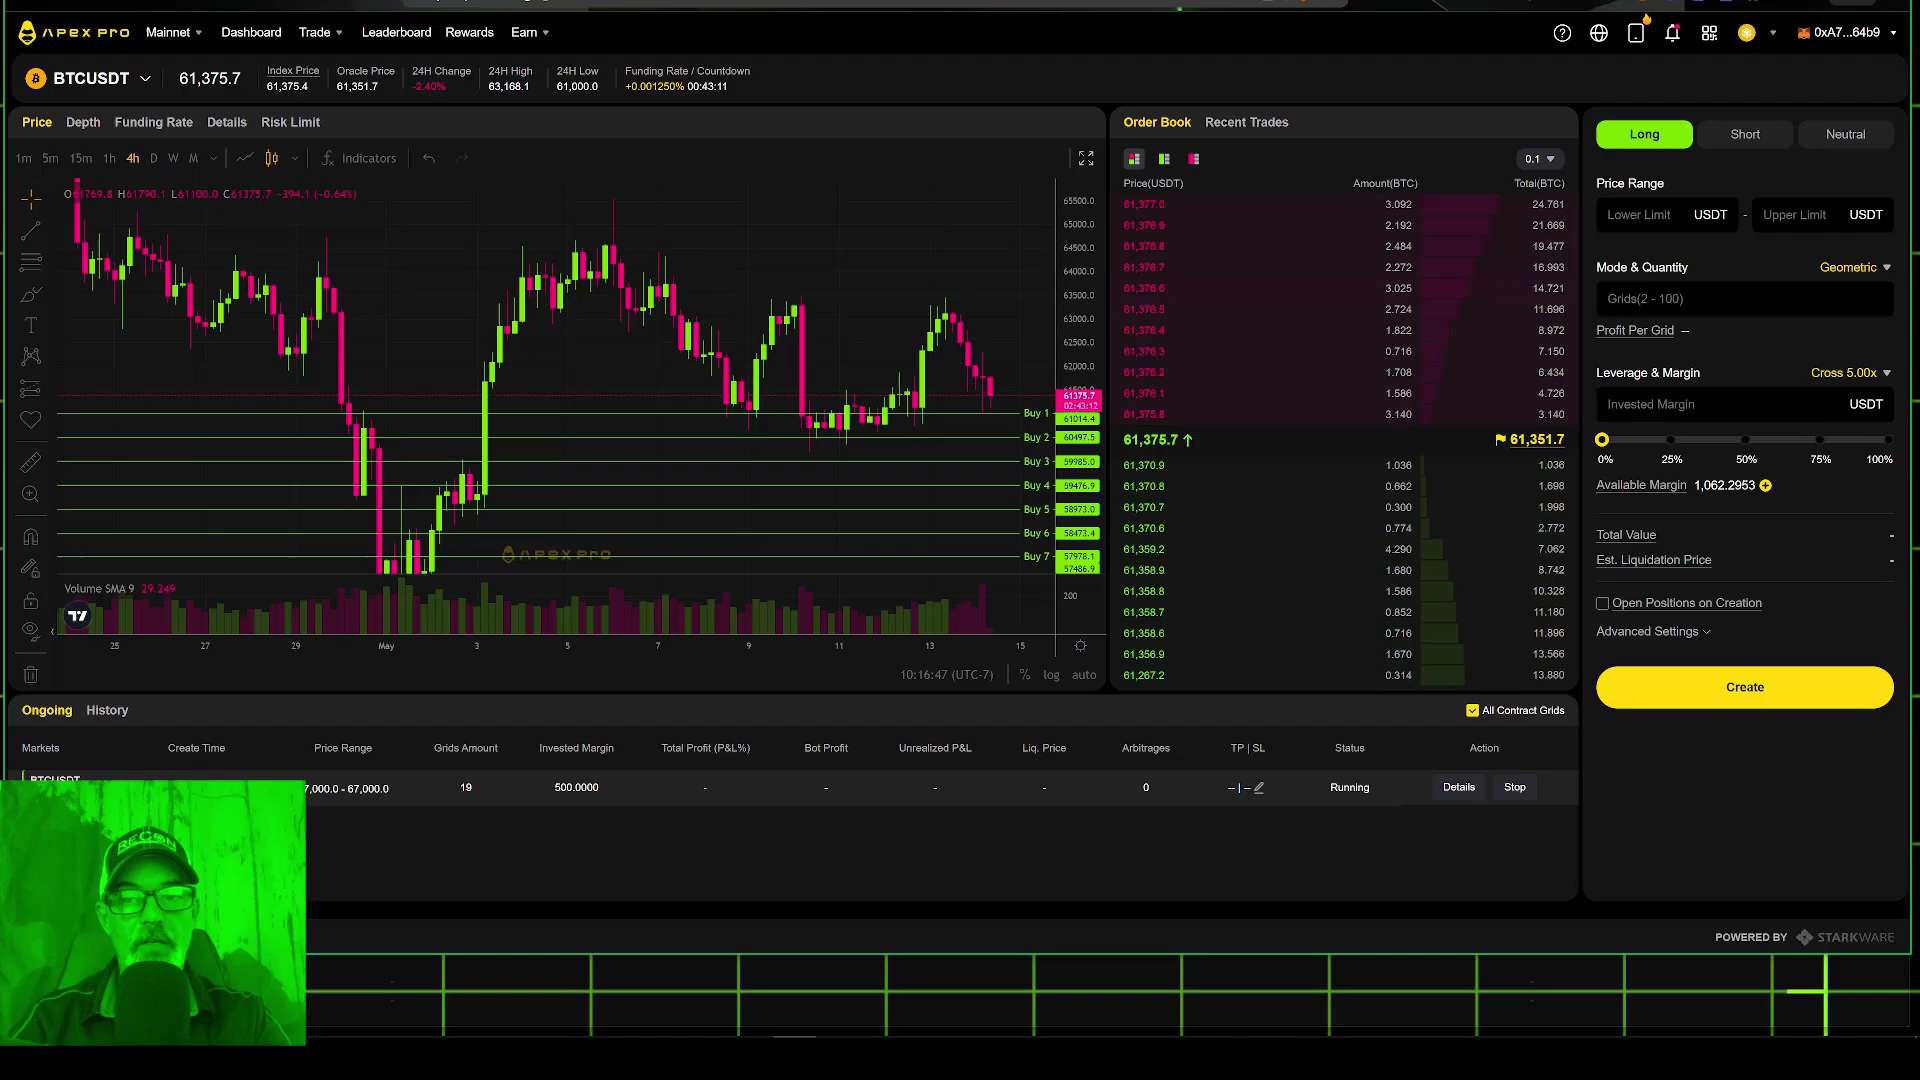 APEX PRO Mainnet Dashboard Trade Leaderboard Rewards Earn 0xA7...64b9
BTCUSDT 61,375.7
Index Price 61,375.4
Oracle Price 61,351.7
24H Change -2.40%
24H High 63,168.1
24H Low 61,000.0
Funding Rate / Countdown +0.001250% 00:43:11
Price Depth Funding Rate Details Risk Limit
1m 5m 15m 1h 4h D W M Indicators
O61769.8 H61790.1 L61100.0 C61375.7 -394.1 (-0.64%)
65500.0
65000.0
64500.0
64000.0
63500.0
63000.0
62500.0
62000.0
61375.7
02:43:12
Buy 1 61014.4
Buy 2 60497.5
Buy 3 59985.0
Buy 4 59476.9
Buy 5 58973.0
Buy 6 58473.4
Buy 7 57978.1
57486.9
APEX PRO
Volume SMA 9 29.249
200
25 27 29 May 3 5 7 9 11 13 15
10:16:47 (UTC-7) % log auto
Order Book Recent Trades
0.1
Price(USDT) Amount(BTC) Total(BTC)
61,377.0 3.092 24.761
61,376.9 2.192 21.669
61,376.8 2.484 19.477
61,376.7 2.272 16.993
61,376.6 3.025 14.721
61,376.5 2.724 11.696
61,376.4 1.822 8.972
61,376.3 0.716 7.150
61,376.2 1.708 6.434
61,376.1 1.586 4.726
61,375.8 3.140 3.140
61,375.7 61,351.7
61,370.9 1.036 1.036
61,370.8 0.662 1.698
61,370.7 0.300 1.998
61,370.6 0.774 2.772
61,359.2 4.290 7.062
61,358.9 1.680 8.742
61,358.8 1.586 10.328
61,358.7 0.852 11.180
61,358.6 0.716 11.896
61,356.9 1.670 13.566
61,267.2 0.314 13.880
Long Short Neutral
Price Range
Lower Limit USDT - Upper Limit USDT
Mode & Quantity Geometric
Grids(2 - 100)
Profit Per Grid --
Leverage & Margin Cross 5.00x
Invested Margin USDT
0% 25% 50% 75% 100%
Available Margin 1,062.2953
Total Value -
Est. Liquidation Price -
Open Positions on Creation
Advanced Settings
Create
Ongoing History All Contract Grids
Markets Create Time Price Range Grids Amount Invested Margin Total Profit (P&L%) Bot Profit Unrealized P&L Liq. Price Arbitrages TP | SL Status Action
BTCUSDT
7,000.0 - 67,000.0 19 500.0000 - - - - 0 -- | -- Running Details Stop
RECON
POWERED BY STARKWARE